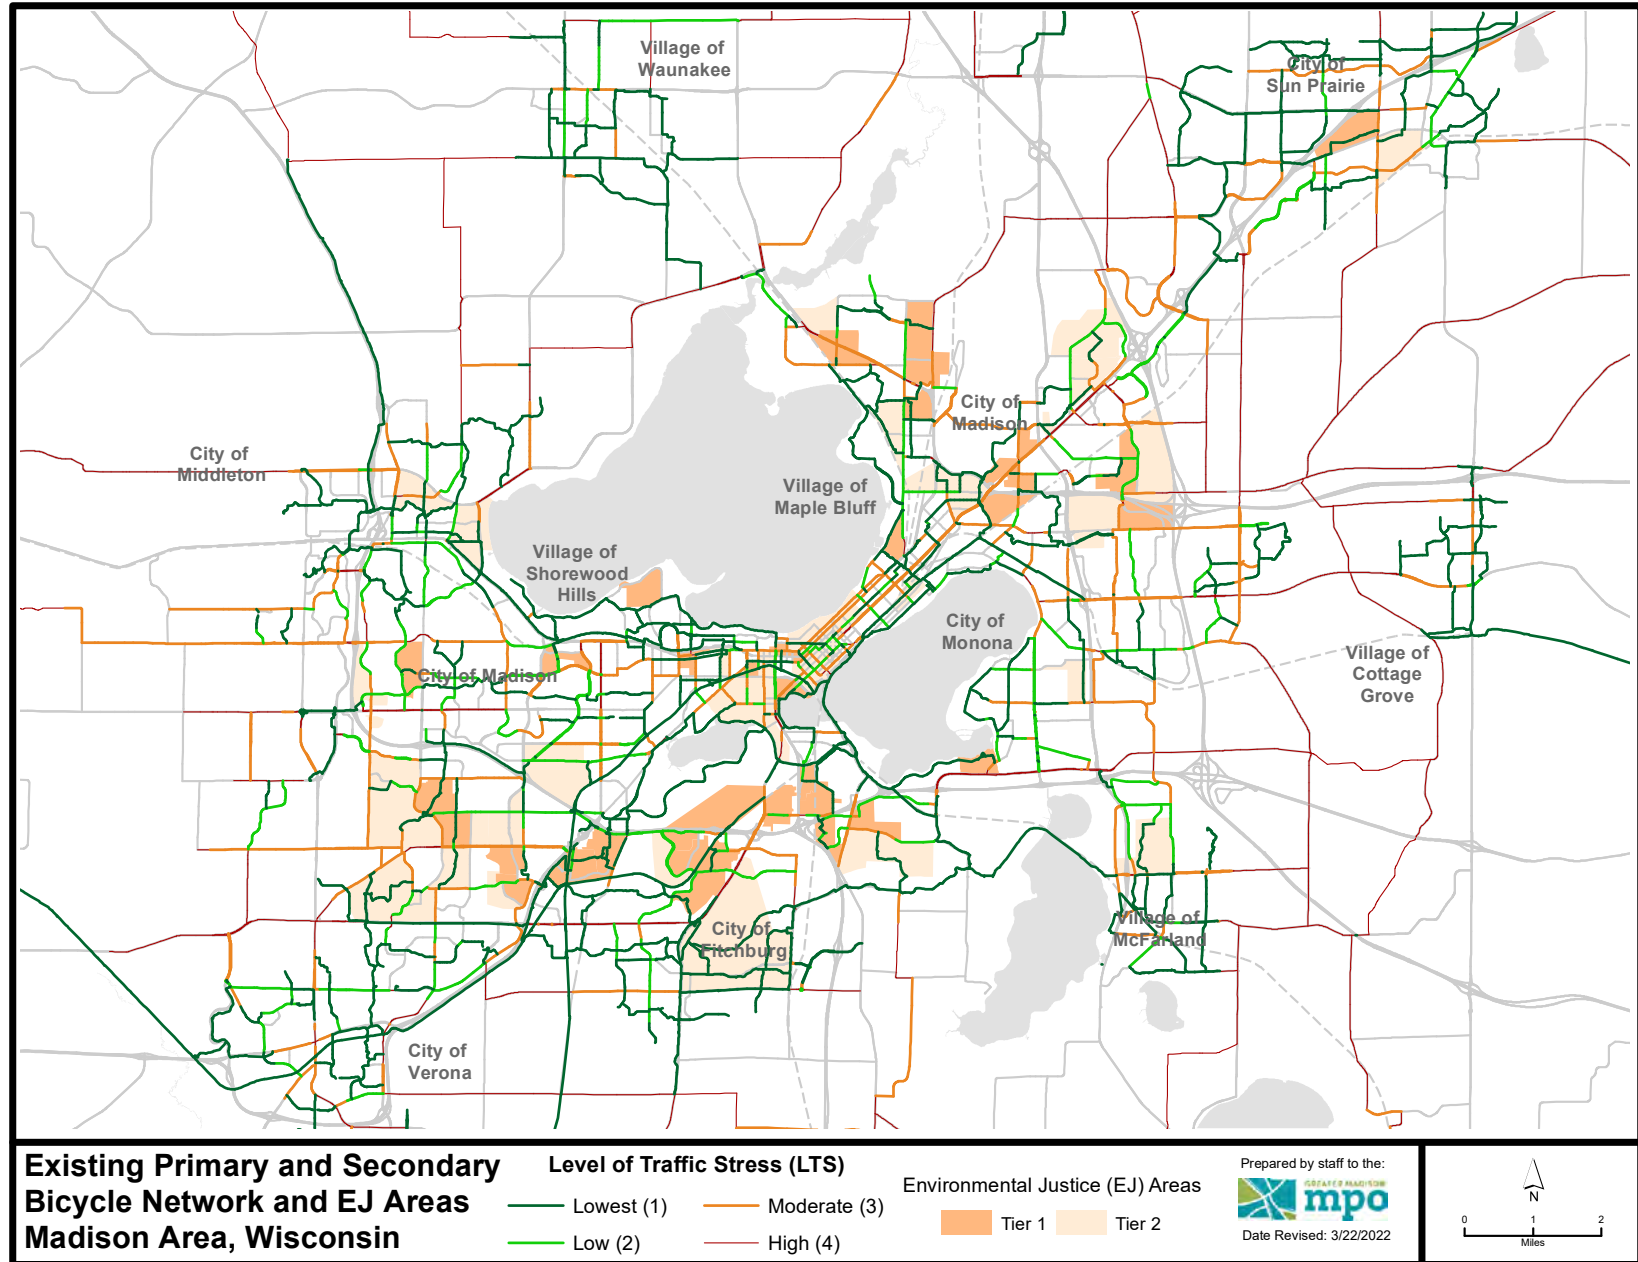 Village of
Waunakee
City of
Sun Prairie
City of
Madison
City of
Middleton
Village of
Maple Bluff
Village of
Shorewood
Hills
City of
Monona
Village of
Cottage
Grove
City of Madison
City of
Fitchburg
Village of
McFarland
City of
Verona
Existing Primary and Secondary
Bicycle Network and EJ Areas
Madison Area, Wisconsin
Level of Traffic Stress (LTS)
Lowest (1)
Moderate (3)
Low (2)
High (4)
Environmental Justice (EJ) Areas
Tier 1
Tier 2
Prepared by staff to the:
GREATER MADISON
mpo
Date Revised: 3/22/2022
N
0 1 2
Miles